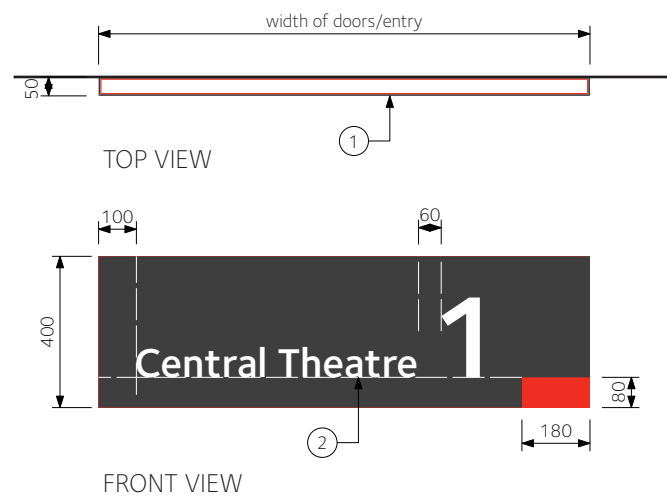 width of doors/entry
50
1
TOP VIEW
100
60
400
Central Theatre 1
80
2
180
FRONT VIEW